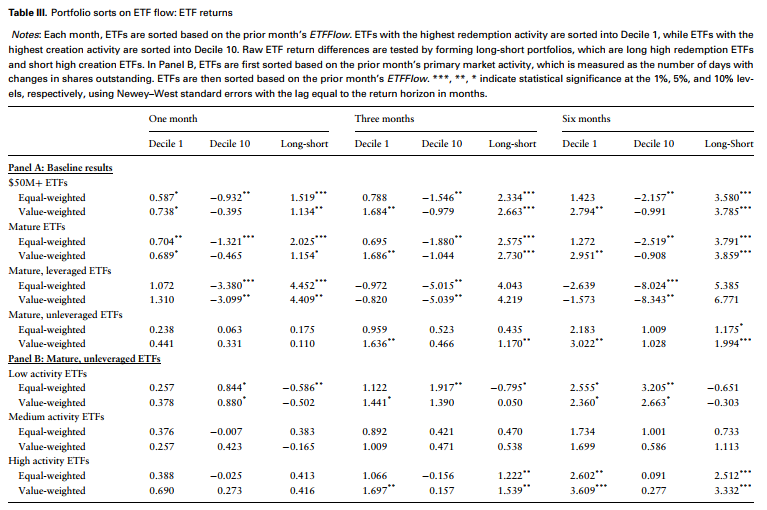 Table III. Portfolio sorts on ETF flow: ETF returns
Notes: Each month, ETFs are sorted based on the prior month's ETFFlow. ETFs with the highest redemption activity are sorted into Decile 1, while ETFs with the
highest creation activity are sorted into Decile 10. Raw ETF return differences are tested by forming long-short portfolios, which are long high redemption ETFs
and short high creation ETFs. In Panel B, ETFs are first sorted based on the prior month's primary market activity, which is measured as the number of days with
changes in shares outstanding. ETFs are then sorted based on the prior month's ETFFlow. ***, **, * indicate statistical significance at the 1%, 5%, and 10% lev-
els, respectively, using Newey–West standard errors with the lag equal to the return horizon in months.
One month Three months Six months
Decile 1 Decile 10 Long-short Decile 1 Decile 10 Long-short Decile 1 Decile 10 Long-Short
Panel A: Baseline results
$50M+ ETFs
Equal-weighted 0.587* −0.932** 1.519*** 0.788 −1.546** 2.334*** 1.423 −2.157** 3.580***
Value-weighted 0.738* −0.395 1.134** 1.684** −0.979 2.663*** 2.794** −0.991 3.785***
Mature ETFs
Equal-weighted 0.704** −1.321*** 2.025*** 0.695 −1.880** 2.575*** 1.272 −2.519** 3.791***
Value-weighted 0.689* −0.465 1.154* 1.686** −1.044 2.730*** 2.951** −0.908 3.859***
Mature, leveraged ETFs
Equal-weighted 1.072 −3.380*** 4.452*** −0.972 −5.015** 4.043 −2.639 −8.024*** 5.385
Value-weighted 1.310 −3.099** 4.409** −0.820 −5.039** 4.219 −1.573 −8.343** 6.771
Mature, unleveraged ETFs
Equal-weighted 0.238 0.063 0.175 0.959 0.523 0.435 2.183 1.009 1.175*
Value-weighted 0.441 0.331 0.110 1.636** 0.466 1.170** 3.022** 1.028 1.994***
Panel B: Mature, unleveraged ETFs
Low activity ETFs
Equal-weighted 0.257 0.844* −0.586** 1.122 1.917** −0.795* 2.555* 3.205** −0.651
Value-weighted 0.378 0.880* −0.502 1.441* 1.390 0.050 2.360* 2.663* −0.303
Medium activity ETFs
Equal-weighted 0.376 −0.007 0.383 0.892 0.421 0.470 1.734 1.001 0.733
Value-weighted 0.257 0.423 −0.165 1.009 0.471 0.538 1.699 0.586 1.113
High activity ETFs
Equal-weighted 0.388 −0.025 0.413 1.066 −0.156 1.222** 2.602** 0.091 2.512***
Value-weighted 0.690 0.273 0.416 1.697** 0.157 1.539** 3.609*** 0.277 3.332***